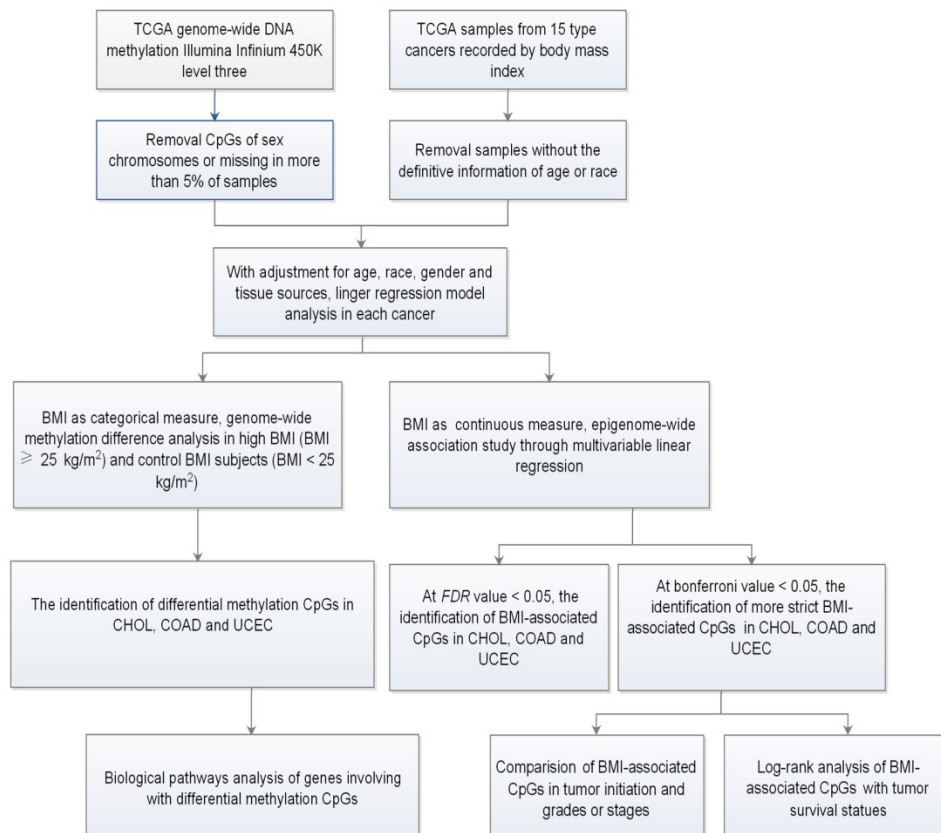 TCGA genome-wide DNA
methylation Illumina Infinium 450K
level three
TCGA samples from 15 type
cancers recorded by body mass
index
Removal CpGs of sex
chromosomes or missing in more
than 5% of samples
Removal samples without the
definitive information of age or race
With adjustment for age, race, gender and
tissue sources, linger regression model
analysis in each cancer
BMI as categorical measure, genome-wide
methylation difference analysis in high BMI (BMI
≥ 25 kg/m²) and control BMI subjects (BMI < 25
kg/m²)
BMI as continuous measure, epigenome-wide
association study through multivariable linear
regression
The identification of differential methylation CpGs in
CHOL, COAD and UCEC
At FDR value < 0.05, the
identification of BMI-associated
CpGs in CHOL, COAD and
UCEC
At bonferroni value < 0.05, the
identification of more strict BMI-
associated CpGs in CHOL, COAD and
UCEC
Biological pathways analysis of genes involving
with differential methylation CpGs
Comparision of BMI-associated
CpGs in tumor initiation and
grades or stages
Log-rank analysis of BMI-
associated CpGs with tumor
survival statues